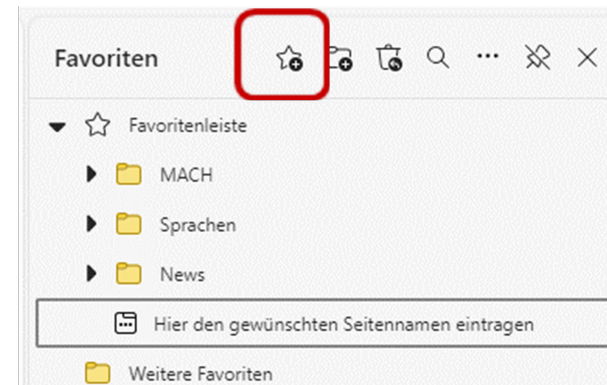 Favoriten
Favoritenleiste
MACH
Sprachen
News
Hier den gewünschten Seitennamen eintragen
Weitere Favoriten